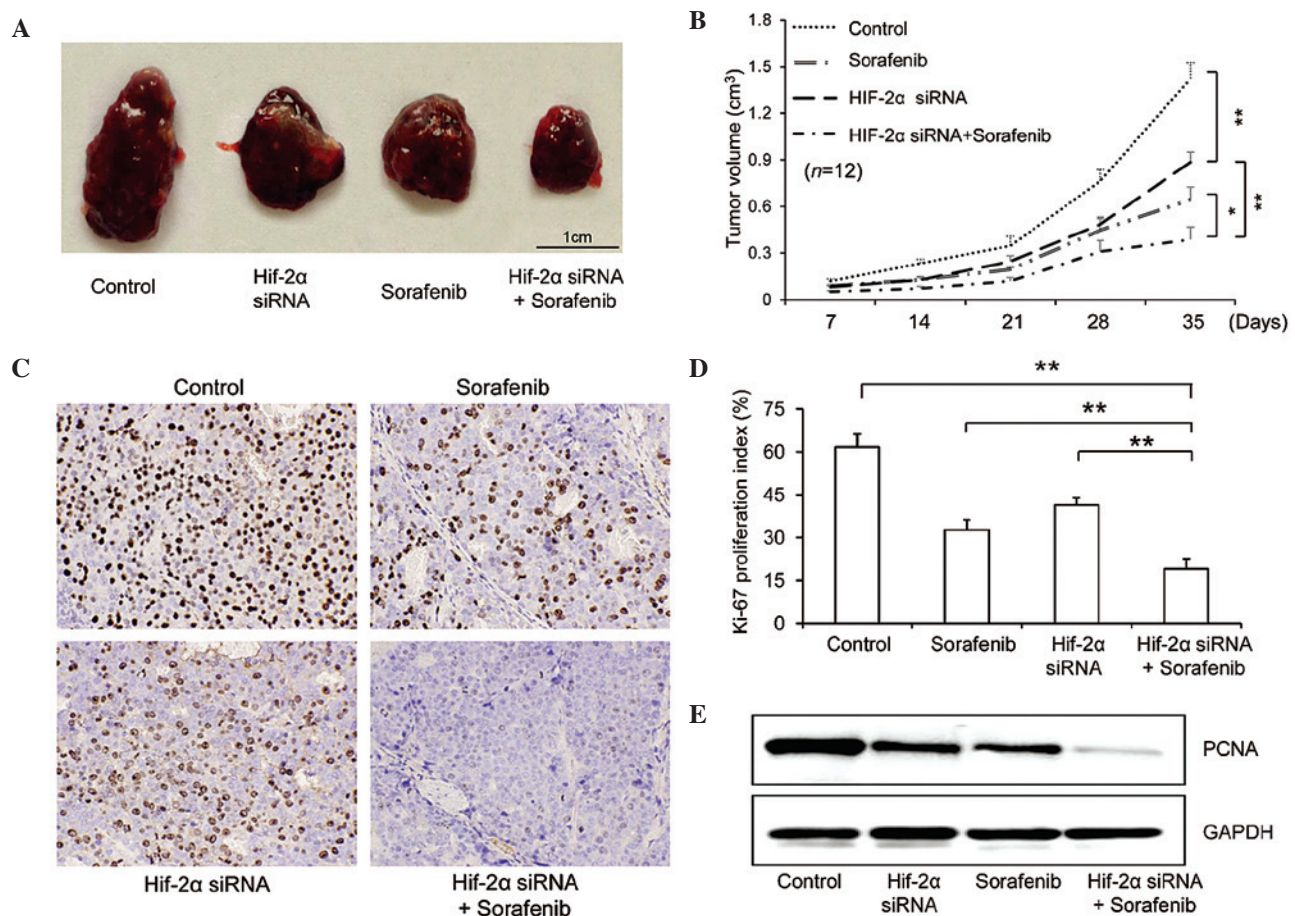 A
1cm
Control
Hif-2α
siRNA
Sorafenib
Hif-2α siRNA
+ Sorafenib
B
Tumor volume (cm³)
1.8
1.5
1.2
0.9
0.6
0.3
0
Control
Sorafenib
HIF-2α siRNA
HIF-2α siRNA+Sorafenib
(n=12)
**
**
*
7 14 21 28 35 (Days)
C
Control
Sorafenib
Hif-2α siRNA
Hif-2α siRNA
+ Sorafenib
D
Ki-67 proliferation index (%)
75
60
45
30
15
0
**
**
**
Control
Sorafenib
Hif-2α
siRNA
Hif-2α siRNA
+ Sorafenib
E
PCNA
GAPDH
Control
Hif-2α
siRNA
Sorafenib
Hif-2α siRNA
+ Sorafenib